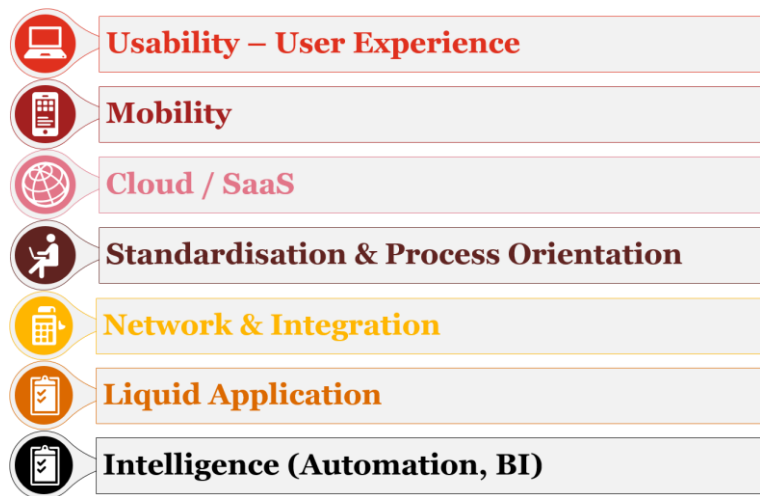 Usability – User Experience
Mobility
Cloud / SaaS
Standardisation & Process Orientation
Network & Integration
Liquid Application
Intelligence (Automation, BI)